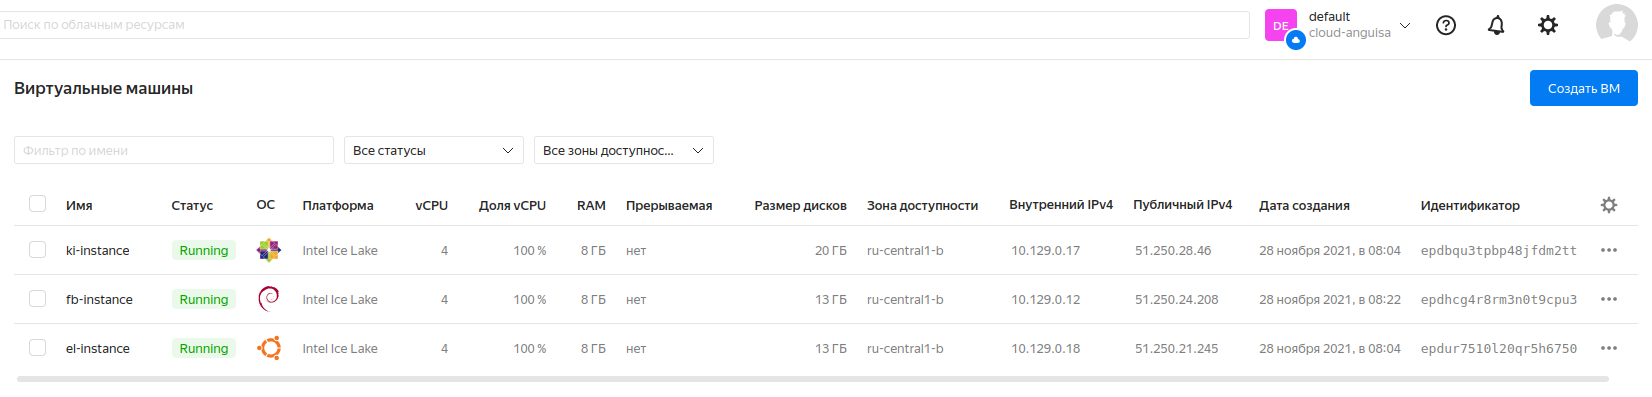 Поиск по облачным ресурсам
DE
default
cloud-anguisa
Виртуальные машины
Создать ВМ
Фильтр по имени
Все статусы
Все зоны доступнос...
Имя Статус ОС Платформа vCPU Доля vCPU RAM Прерываемая Размер дисков Зона доступности Внутренний IPv4 Публичный IPv4 Дата создания Идентификатор
ki-instance Running Intel Ice Lake 4 100 % 8 ГБ нет 20 ГБ ru-central1-b 10.129.0.17 51.250.28.46 28 ноября 2021, в 08:04 epdbqu3tpbp48jfdm2tt
fb-instance Running Intel Ice Lake 4 100 % 8 ГБ нет 13 ГБ ru-central1-b 10.129.0.12 51.250.24.208 28 ноября 2021, в 08:22 epdhcg4r8rm3n0t9cpu3
el-instance Running Intel Ice Lake 4 100 % 8 ГБ нет 13 ГБ ru-central1-b 10.129.0.18 51.250.21.245 28 ноября 2021, в 08:04 epdur7510l20qr5h6750